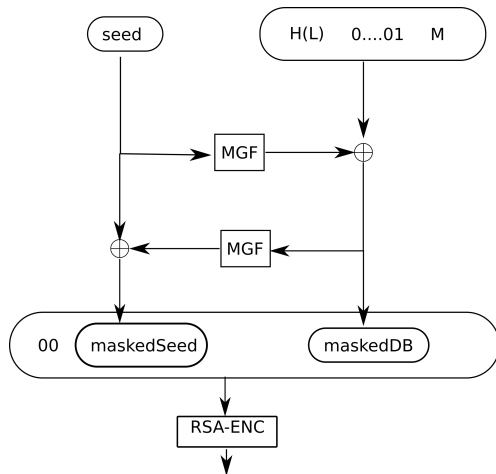 seed
H(L) 0....01 M
MGF
MGF
00 maskedSeed maskedDB
RSA-ENC